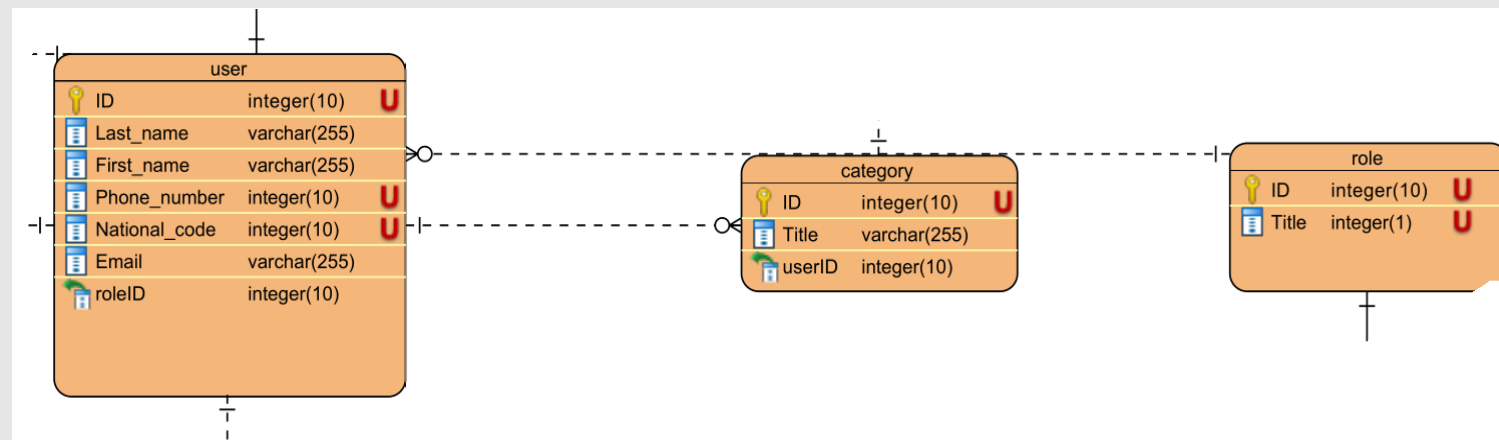 user
ID integer(10) U
Last_name varchar(255)
First_name varchar(255)
Phone_number integer(10) U
National_code integer(10) U
Email varchar(255)
roleID integer(10)
category
ID integer(10) U
Title varchar(255)
userID integer(10)
role
ID integer(10) U
Title integer(1) U